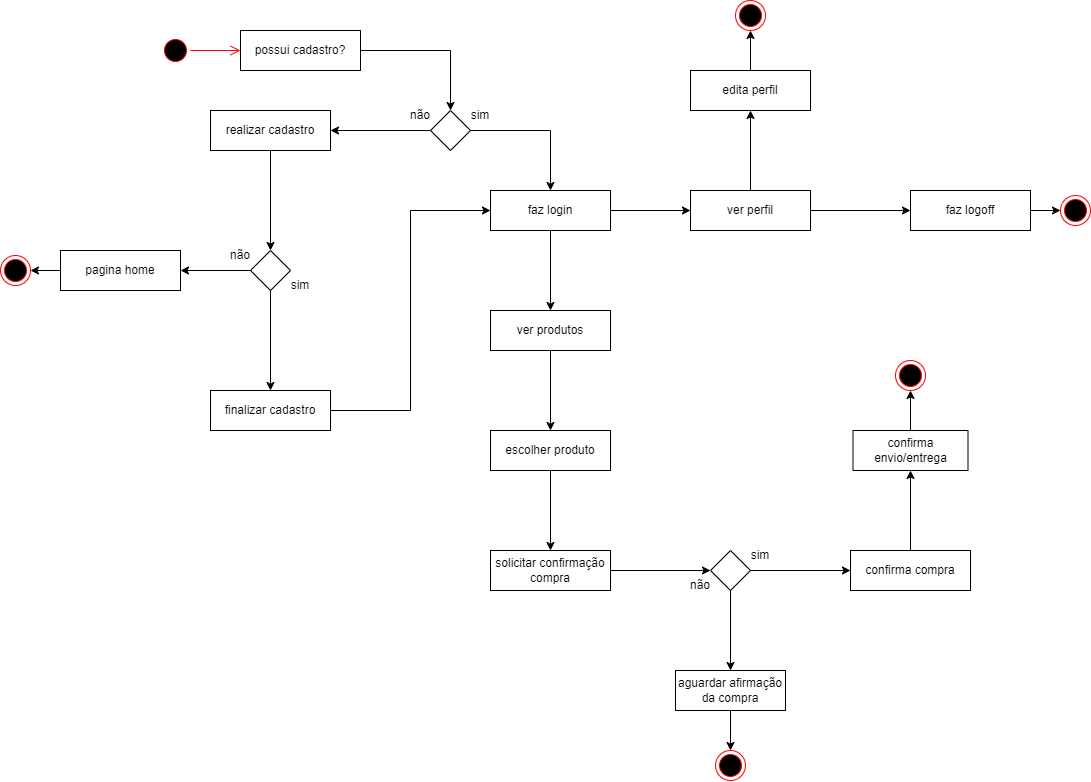 possui cadastro?
edita perfil
não
sim
realizar cadastro
faz login
ver perfil
faz logoff
não
pagina home
sim
ver produtos
finalizar cadastro
escolher produto
confirma
envio/entrega
solicitar confirmação
compra
sim
não
confirma compra
aguardar afirmação
da compra